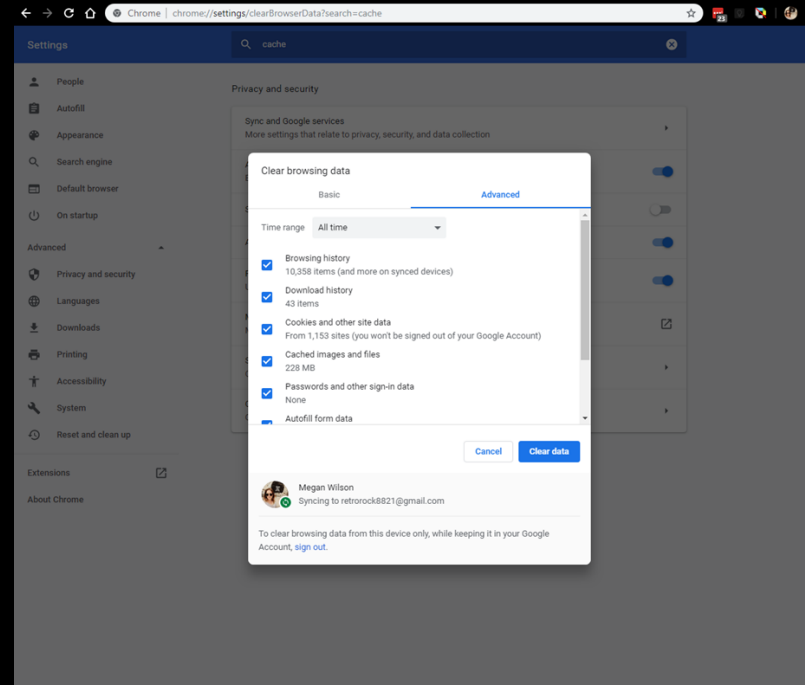 Chrome | chrome://settings/clearBrowserData?search=cache
23
Settings
cache
People
Autofill
Appearance
Search engine
Default browser
On startup
Advanced
Privacy and security
Languages
Downloads
Printing
Accessibility
System
Reset and clean up
Extensions
About Chrome
Privacy and security
Sync and Google services
More settings that relate to privacy, security, and data collection
Clear browsing data
Basic
Advanced
Time range
All time
Browsing history
10,358 items (and more on synced devices)
Download history
43 items
Cookies and other site data
From 1,153 sites (you won't be signed out of your Google Account)
Cached images and files
228 MB
Passwords and other sign-in data
None
Autofill form data
Cancel
Clear data
Megan Wilson
Syncing to retrorock8821@gmail.com
To clear browsing data from this device only, while keeping it in your Google
Account, sign out.